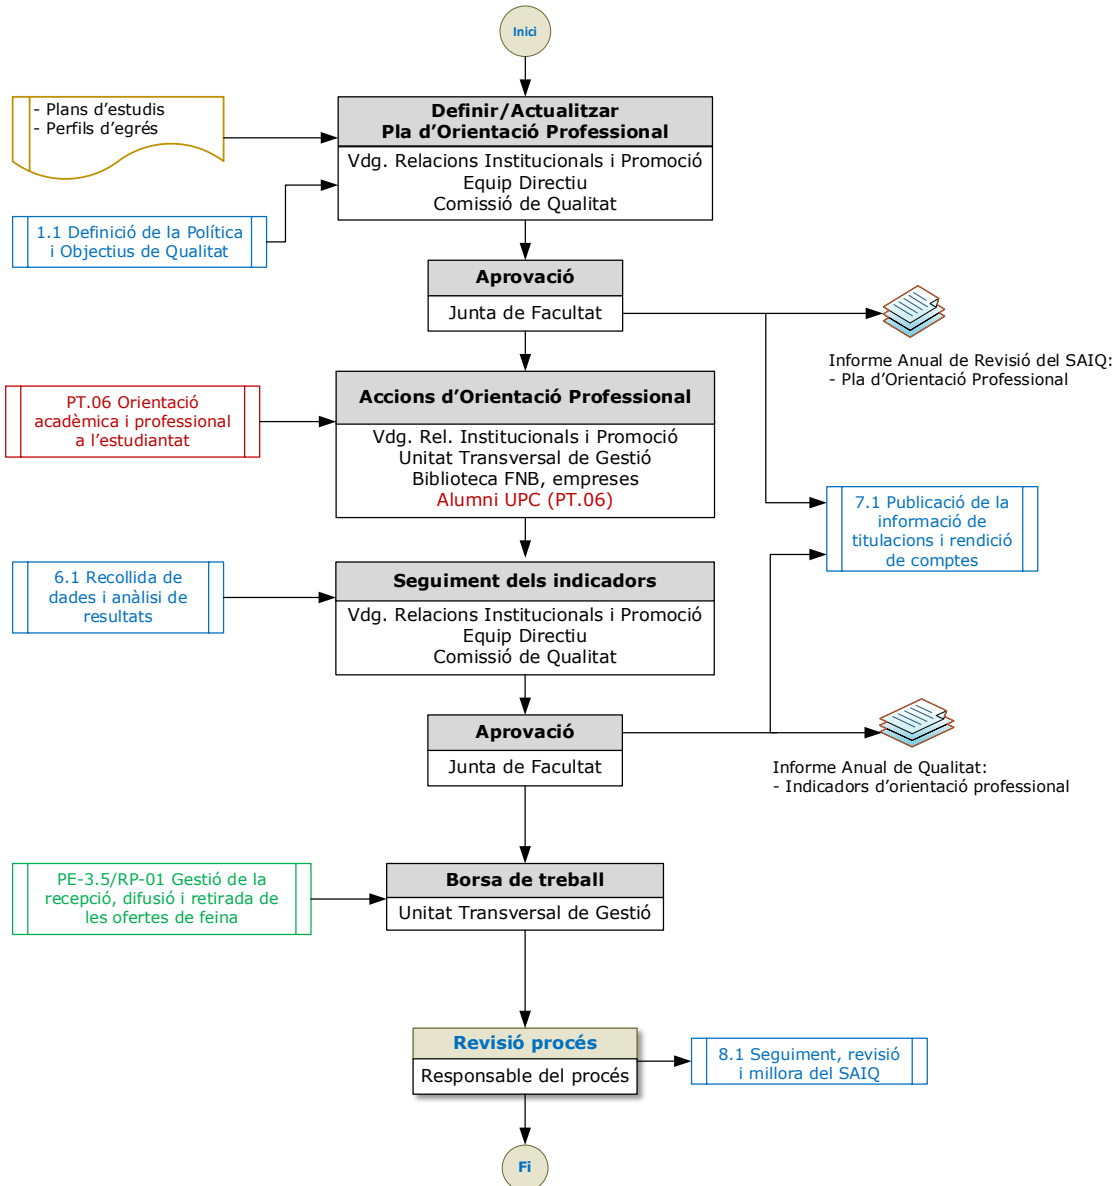 Inici
- Plans d'estudis
- Perfils d'egrés
Definir/Actualitzar
Pla d'Orientació Professional
Vdg. Relacions Institucionals i Promoció
Equip Directiu
Comissió de Qualitat
1.1 Definició de la Política
i Objectius de Qualitat
Aprovació
Junta de Facultat
Informe Anual de Revisió del SAIQ:
- Pla d'Orientació Professional
PT.06 Orientació
acadèmica i professional
a l'estudiantat
Accions d'Orientació Professional
Vdg. Rel. Institucionals i Promoció
Unitat Transversal de Gestió
Biblioteca FNB, empreses
Alumni UPC (PT.06)
7.1 Publicació de la
informació de
titulacions i rendició
de comptes
6.1 Recollida de
dades i anàlisi de
resultats
Seguiment dels indicadors
Vdg. Relacions Institucionals i Promoció
Equip Directiu
Comissió de Qualitat
Aprovació
Junta de Facultat
Informe Anual de Qualitat:
- Indicadors d'orientació professional
PE-3.5/RP-01 Gestió de la
recepció, difusió i retirada de
les ofertes de feina
Borsa de treball
Unitat Transversal de Gestió
Revisió procés
Responsable del procés
8.1 Seguiment, revisió
i millora del SAIQ
Fi